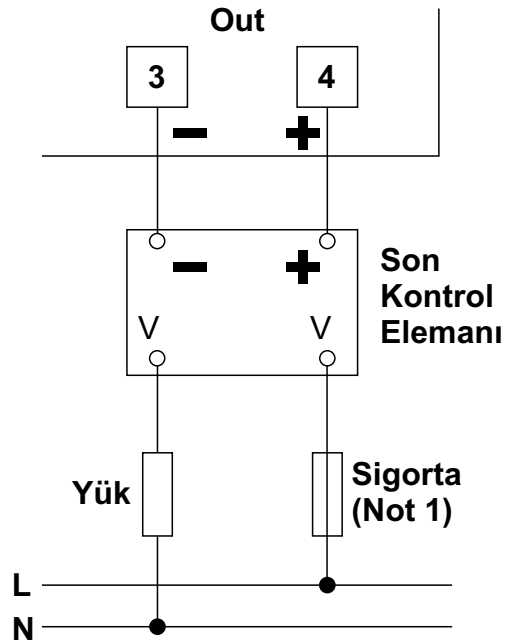 Out
3 4
− +
− +
Son
Kontrol
Elemanı
V V
Yük
Sigorta
(Not 1)
L
N